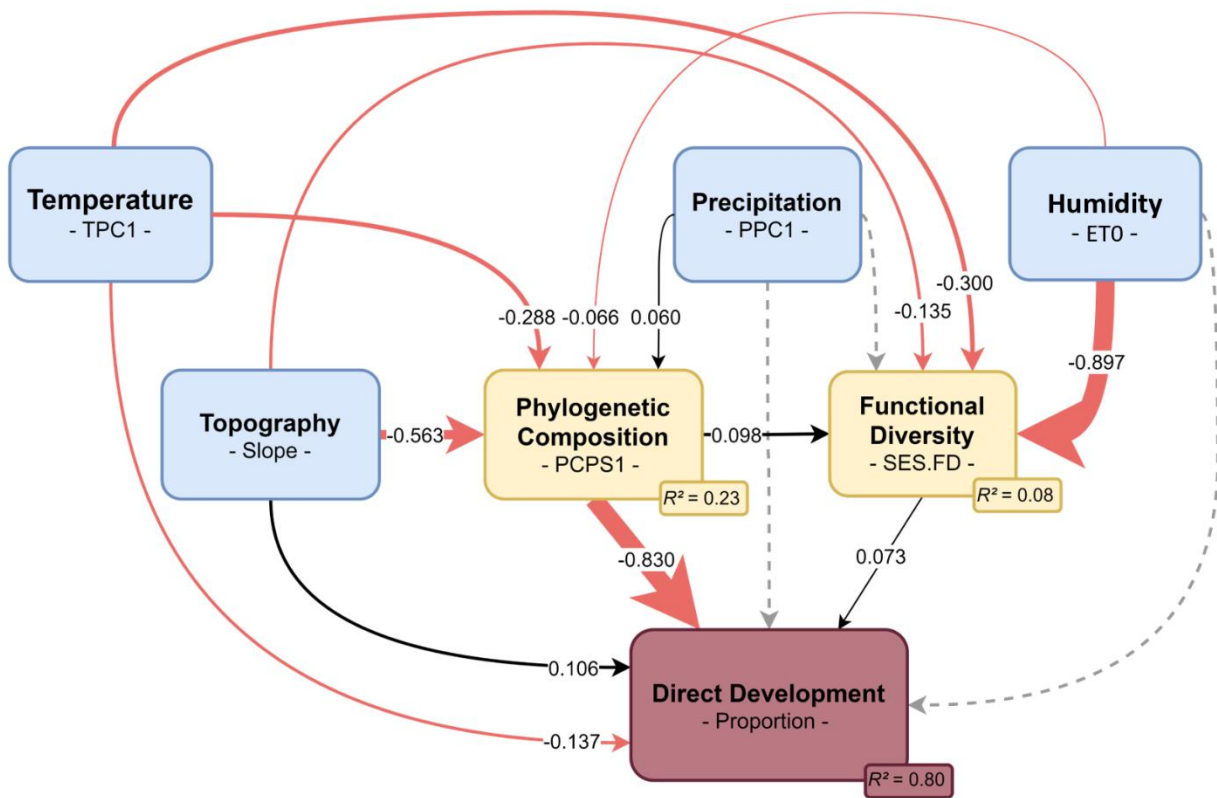 Temperature
- TPC1 -
Precipitation
- PPC1 -
Humidity
- ET0 -
-0.288
-0.066
0.060
-0.135
-0.300
-0.897
Topography
- Slope -
-0.563
Phylogenetic
Composition
- PCPS1 -
R² = 0.23
0.098
Functional
Diversity
- SES.FD -
R² = 0.08
-0.830
0.073
0.106
-0.137
Direct Development
- Proportion -
R² = 0.80